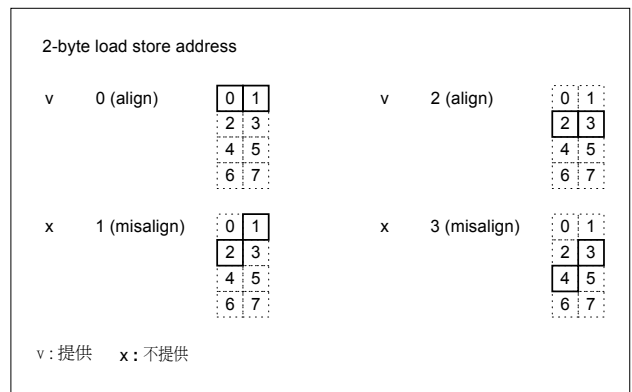 2-byte load store address
v 0 (align) v 2 (align)
0 1 0 1
2 3 2 3
4 5 4 5
6 7 6 7
x 1 (misalign) x 3 (misalign)
0 1 0 1
2 3 2 3
4 5 4 5
6 7 6 7
v : 提供 x : 不提供